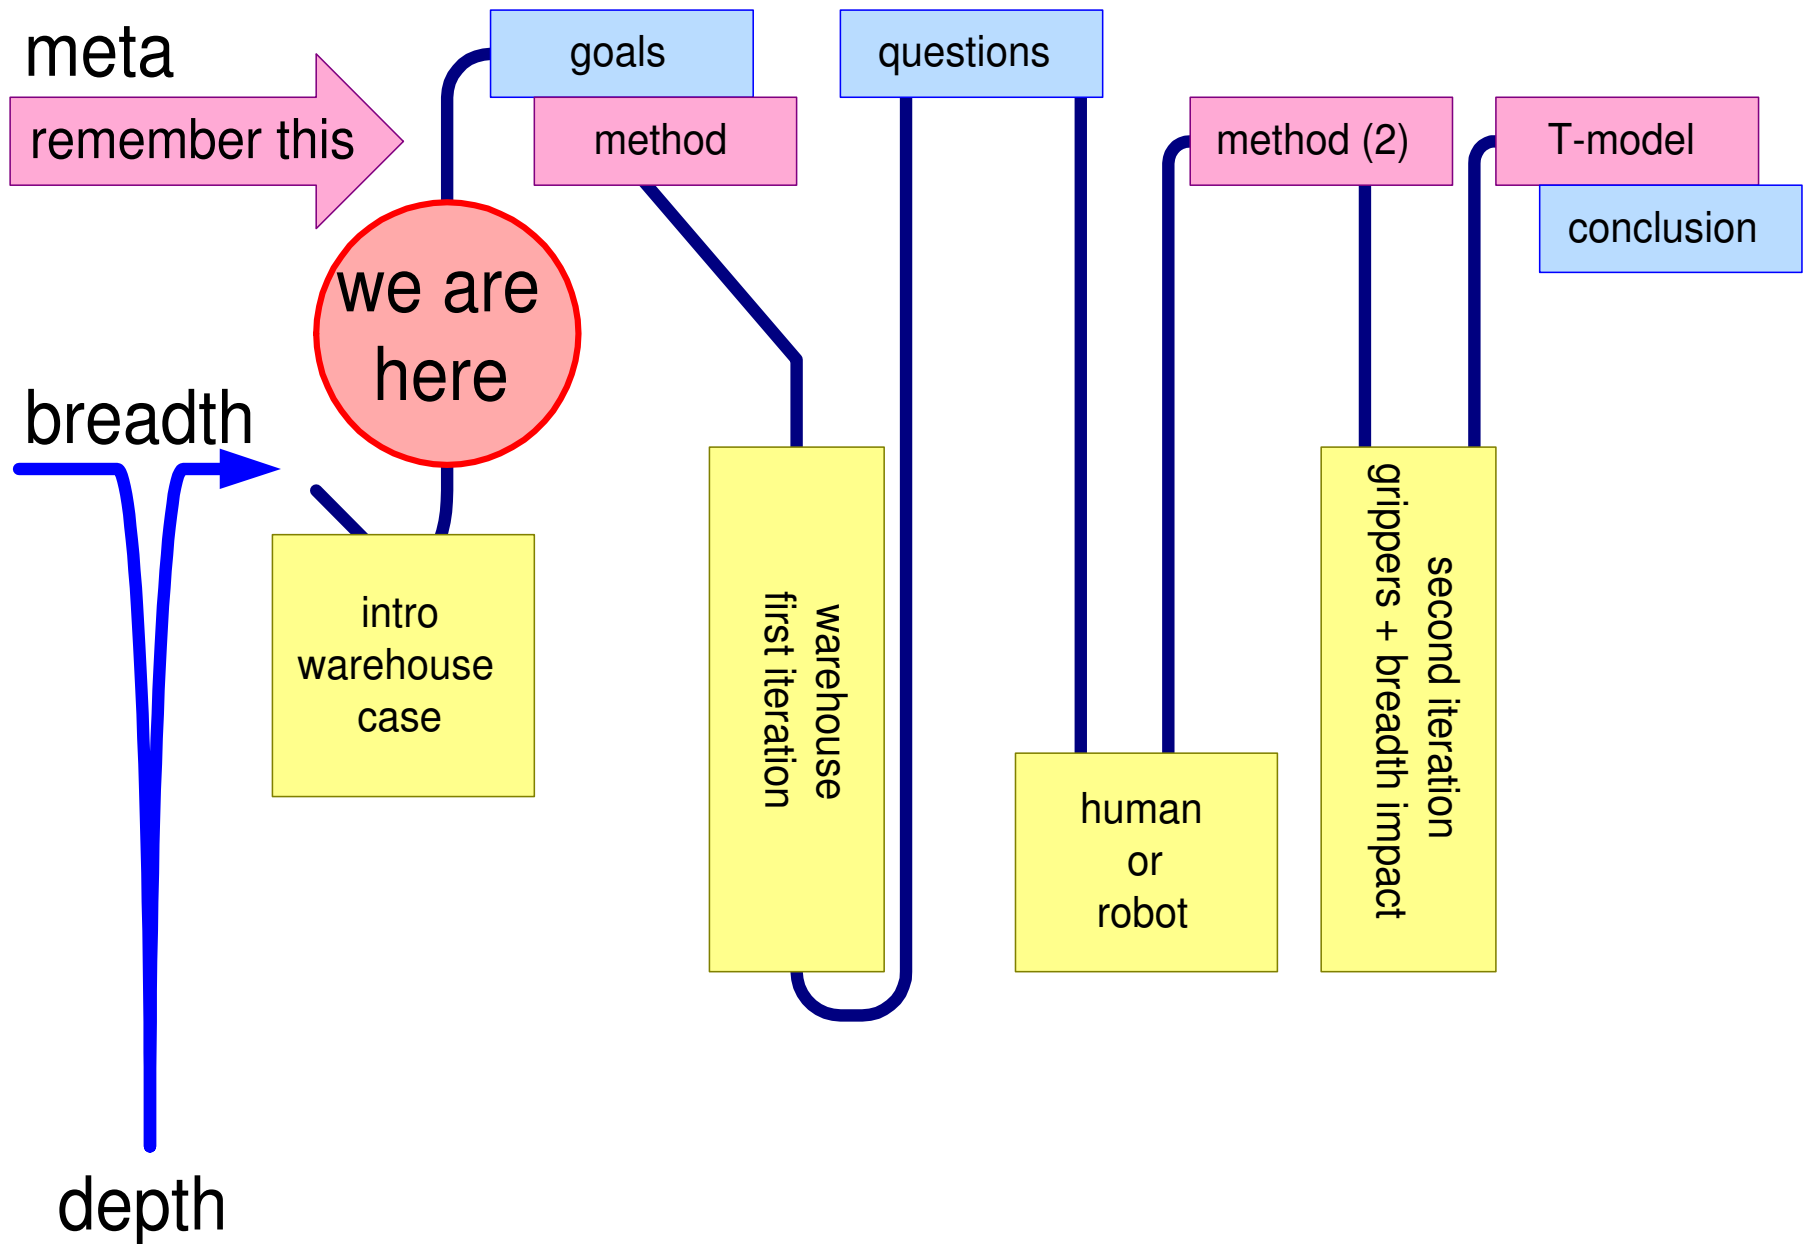 meta
remember this
goals
method
questions
method (2)
T-model
conclusion
we are
here
breadth
intro
warehouse
case
warehouse
first iteration
human
or
robot
second iteration
grippers + breadth impact
depth